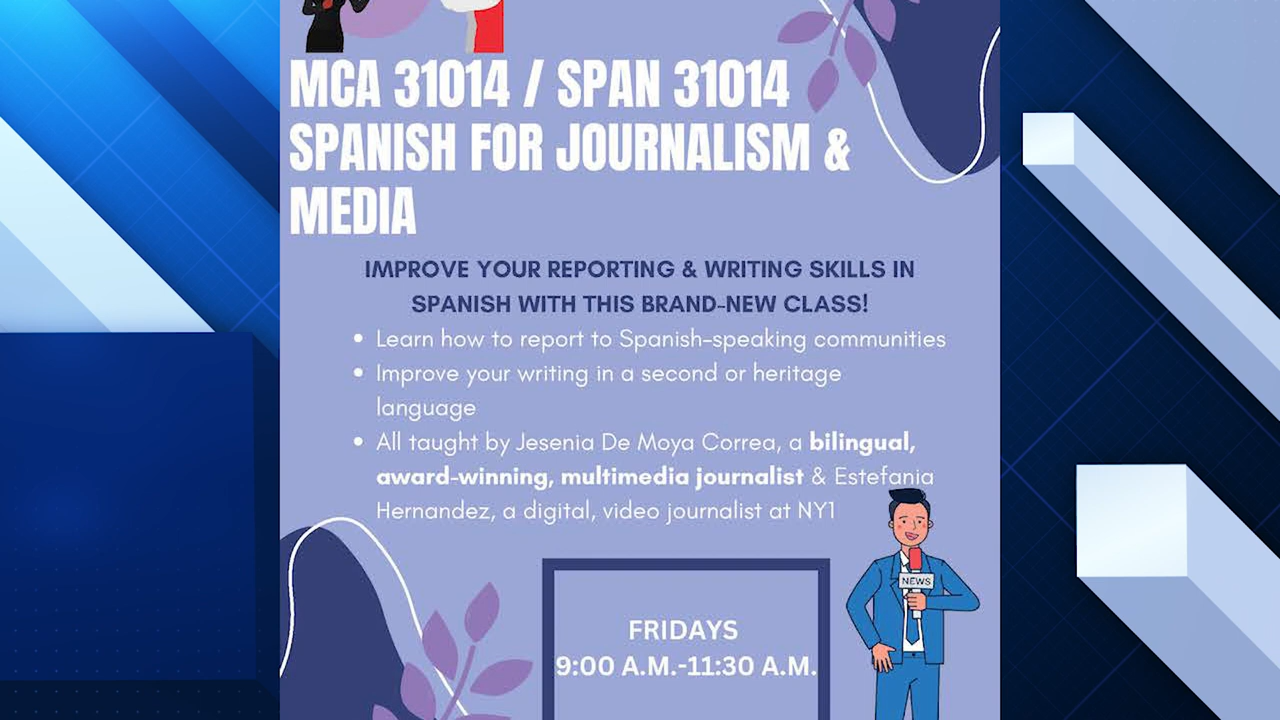 MCA 31014 / SPAN 31014
SPANISH FOR JOURNALISM &
MEDIA
IMPROVE YOUR REPORTING & WRITING SKILLS IN
SPANISH WITH THIS BRAND-NEW CLASS!
• Learn how to report to Spanish-speaking communities
• Improve your writing in a second or heritage
language
• All taught by Jesenia De Moya Correa, a bilingual,
award-winning, multimedia journalist & Estefania
Hernandez, a digital, video journalist at NY1
NEWS
FRIDAYS
9:00 A.M.-11:30 A.M.